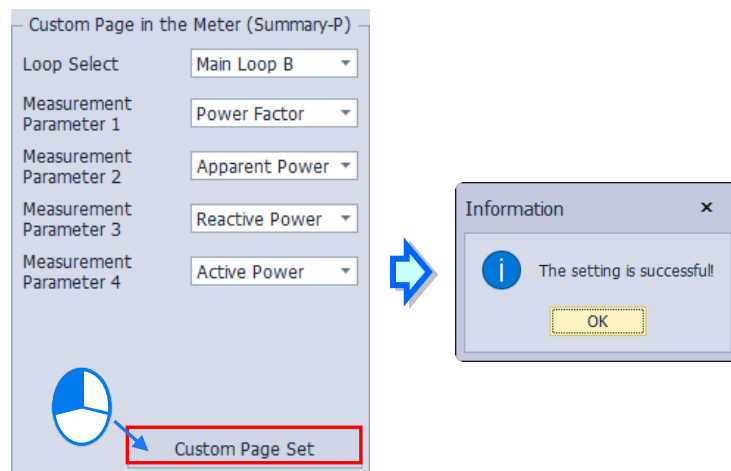 Custom Page in the Meter (Summary-P)
Loop Select
Main Loop B
Measurement
Parameter 1
Power Factor
Measurement
Parameter 2
Apparent Power
Measurement
Parameter 3
Reactive Power
Measurement
Parameter 4
Active Power
Custom Page Set
Information
x
i
The setting is successful!
OK